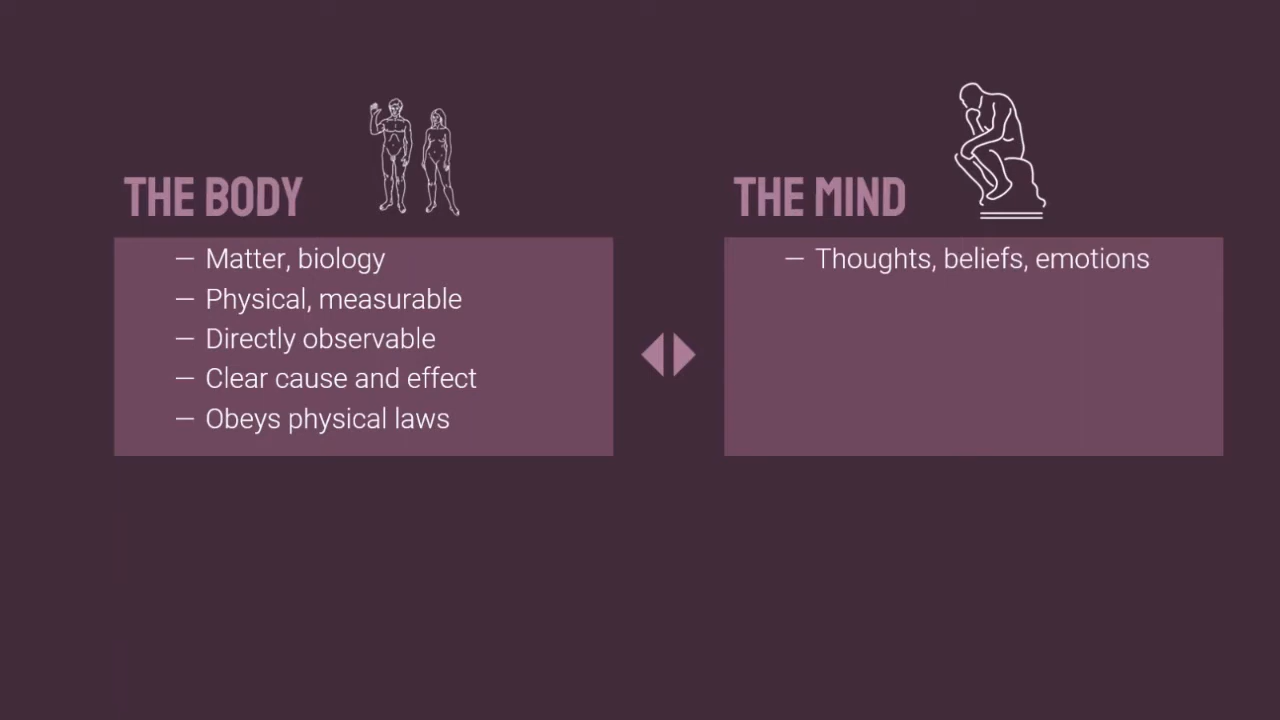 THE BODY
— Matter, biology
— Physical, measurable
— Directly observable
— Clear cause and effect
— Obeys physical laws
THE MIND
— Thoughts, beliefs, emotions